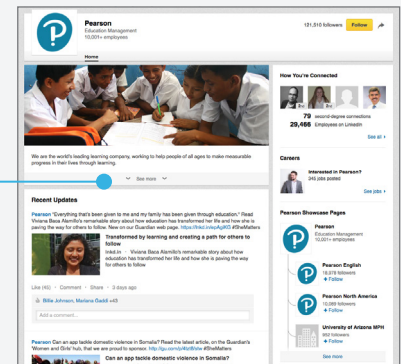 Pearson
Education Management
10,001+ employees
121,510 followers
Follow
Home
We are the world's leading learning company, working to help people of all ages to make measurable
progress in their lives through learning.
See more
Recent Updates
Pearson "Everything that's been given to me and my family has been given through education." Read
Viviana Basa Alamillo's remarkable story about how education has transformed her life and how she is
paving the way for others to follow. New on our Guardian web page. #SheMatters
Transformed by learning and creating a path for others to
follow
lnkd.in · Viviana Basa Alamillo's remarkable story about how
education has transformed her life and how she is paving the way
for others to follow
Like (45) · Comment · Share · 3 days ago
Billie Johnson, Mariana Gaddi +43
Add a comment...
Pearson Can an app tackle domestic violence in Somalia? Read the latest article, on the Guardian's
'Women and Girls' hub, that we are proud to sponsor. #SheMatters
Can an app tackle domestic violence in Somalia?
How You're Connected
79 second-degree connections
29,466 Employees on LinkedIn
See all
Careers
Interested in Pearson?
345 jobs posted
See jobs
Pearson Showcase Pages
Pearson
Education Management
10,001+ employees
Pearson English
+ Follow
Pearson North America
10,089 followers
+ Follow
University of Arizona MPH
652 followers
+ Follow
See more